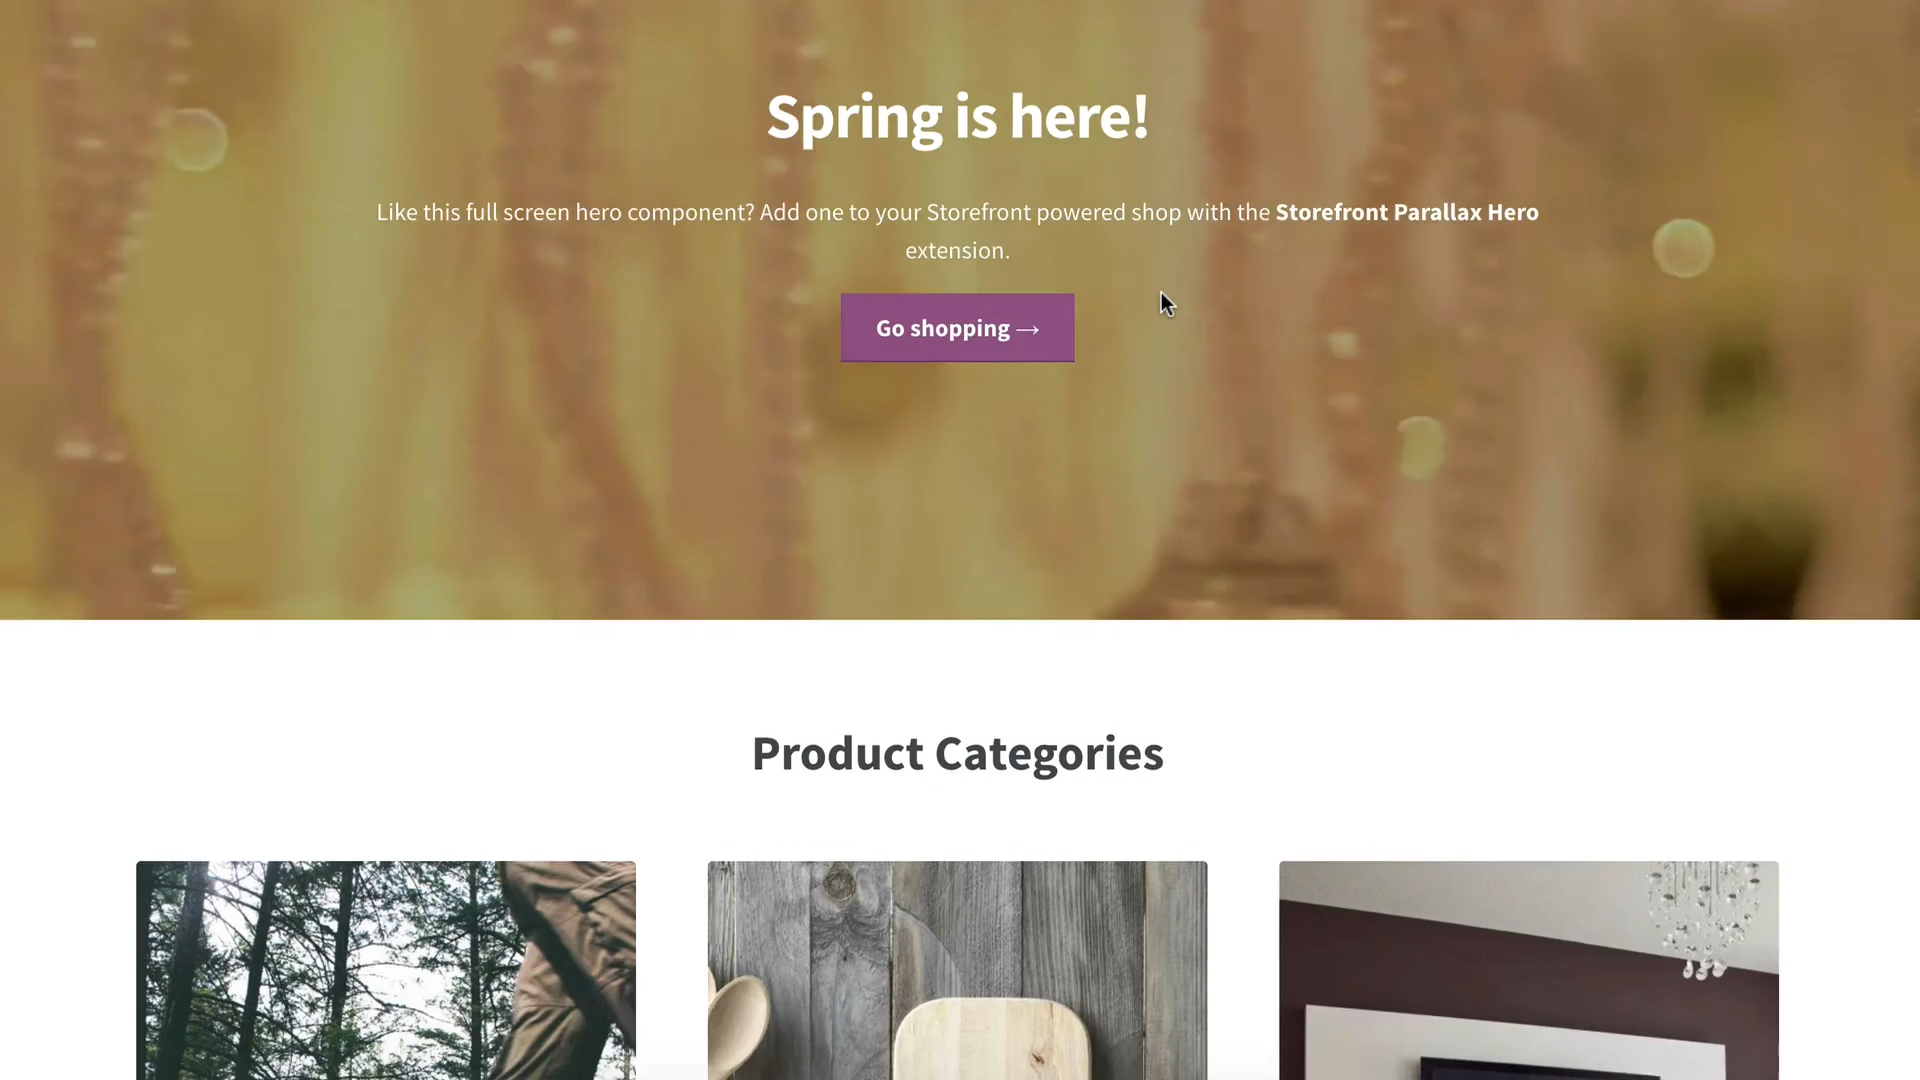 Spring is here!
Like this full screen hero component? Add one to your Storefront powered shop with the Storefront Parallax Hero
extension.
Go shopping →
Product Categories